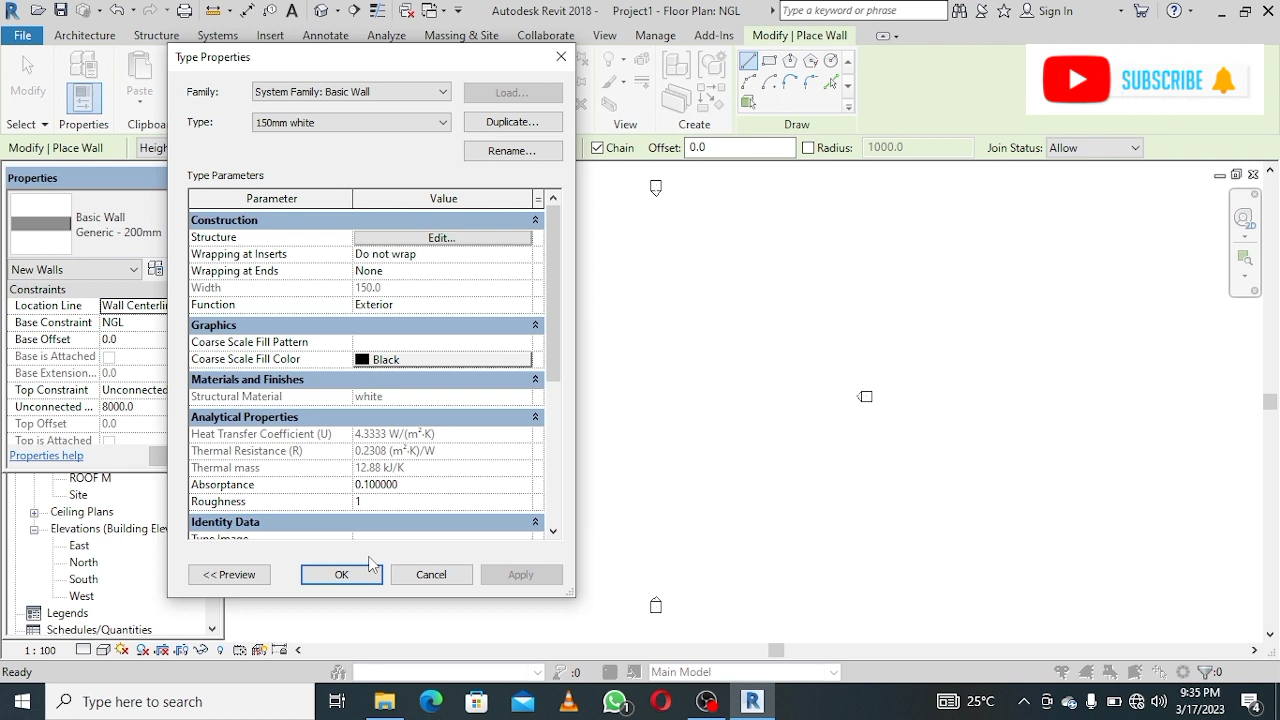 Autodesk Revit 2018 - Project1 - Floor Plan: NGL
Type a keyword or phrase
Sign In
File
Architecture
Structure
Systems
Insert
Annotate
Analyze
Massing & Site
Collaborate
View
Manage
Add-Ins
Modify | Place Wall
Modify
Paste
SUBSCRIBE
Select
Properties
View
Create
Draw
Modify | Place Wall
Chain
Offset: 0.0
Radius: 1000.0
Join Status: Allow
Type Properties
Family:
System Family: Basic Wall
Load...
Type:
150mm white
Duplicate...
Rename...
Type Parameters
Parameter
Value
=
Construction
Structure
Edit...
Wrapping at Inserts
Do not wrap
Wrapping at Ends
None
Width
150.0
Function
Exterior
Graphics
Coarse Scale Fill Pattern
Coarse Scale Fill Color
Black
Materials and Finishes
Structural Material
white
Analytical Properties
Heat Transfer Coefficient (U)
4.3333 W/(m²·K)
Thermal Resistance (R)
0.2308 (m²·K)/W
Thermal mass
12.88 kJ/K
Absorptance
0.100000
Roughness
1
Identity Data
<< Preview
OK
Cancel
Apply
Properties
Basic Wall
Generic - 200mm
New Walls
Constraints
Location Line
Base Constraint
NGL
Base Offset
0.0
Base is Attached
Base Extension...
0.0
Top Constraint
Unconnected ...
8000.0
Top Offset
0.0
Top is Attached
Properties help
2D
ROOF M
Site
Ceiling Plans
East
North
South
West
Legends
Schedules/Quantities
1 : 100
Ready
:0
Main Model
:0
Type here to search
1
25°C
9:35 PM
3/17/2023
4